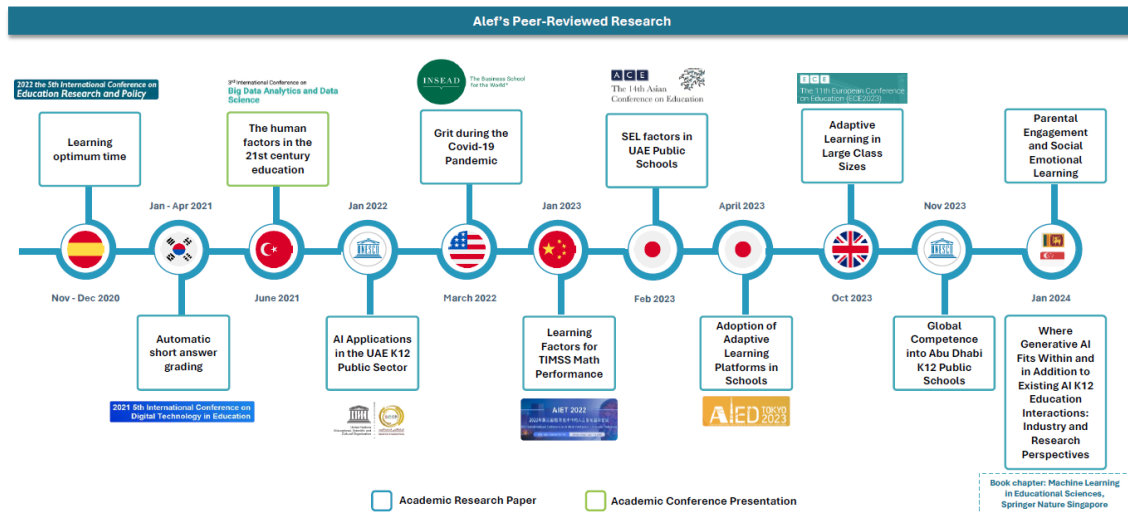 Alef's Peer-Reviewed Research
2022 the 5th International Conference on
Education Research and Policy
3rd International Conference on
Big Data Analytics and Data
Science
INSEAD
The Business School
for the World®
ACE
The 14th Asian
Conference on Education
ECE
The 11th European Conference
on Education (ECE2023)
Learning
optimum time
The human
factors in the
21st century
education
Grit during the
Covid-19
Pandemic
SEL factors in
UAE Public
Schools
Adaptive
Learning in
Large Class
Sizes
Parental
Engagement
and Social
Emotional
Learning
Jan - Apr 2021
Jan 2022
Jan 2023
April 2023
Nov 2023
UNESCO
UNESCO
Nov - Dec 2020
June 2021
March 2022
Feb 2023
Oct 2023
Jan 2024
Automatic
short answer
grading
AI Applications
in the UAE K12
Public Sector
Learning
Factors for
TIMSS Math
Performance
Adoption of
Adaptive
Learning
Platforms in
Schools
Global
Competence
into Abu Dhabi
K12 Public
Schools
Where
Generative AI
Fits Within and
in Addition to
Existing AI K12
Education
Interactions:
Industry and
Research
Perspectives
2021 5th International Conference on
Digital Technology in Education
AIET 2022
AIED TOKYO
2023
Book chapter: Machine Learning
in Educational Sciences,
Springer Nature Singapore
Academic Research Paper
Academic Conference Presentation